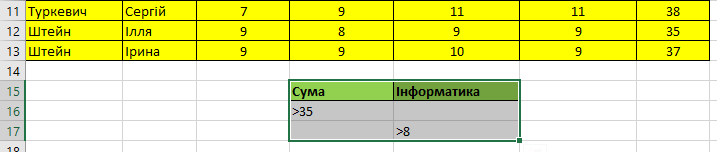 11 Туркевич Сергій 7 9 11 11 38
12 Штейн Ілля 9 8 9 9 35
13 Штейн Ірина 9 9 10 9 37
14
15 Сума Інформатика
16 >35
17 >8
18